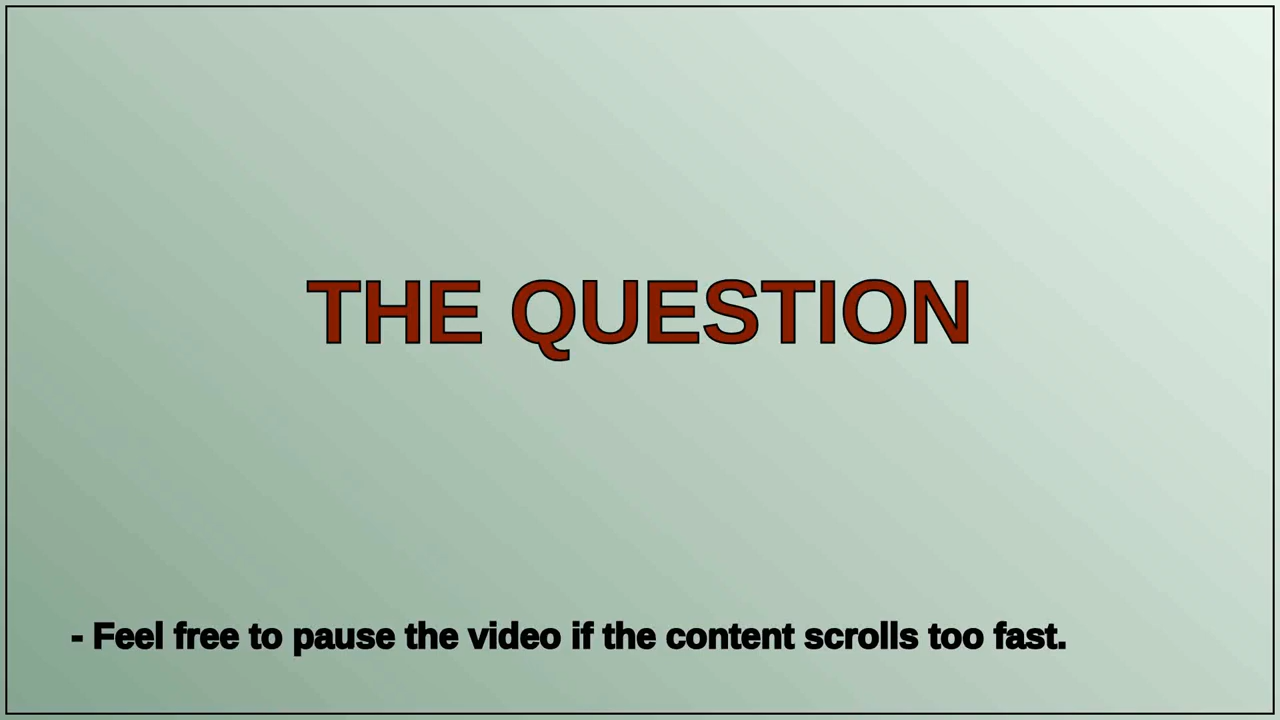 THE QUESTION
- Feel free to pause the video if the content scrolls too fast.